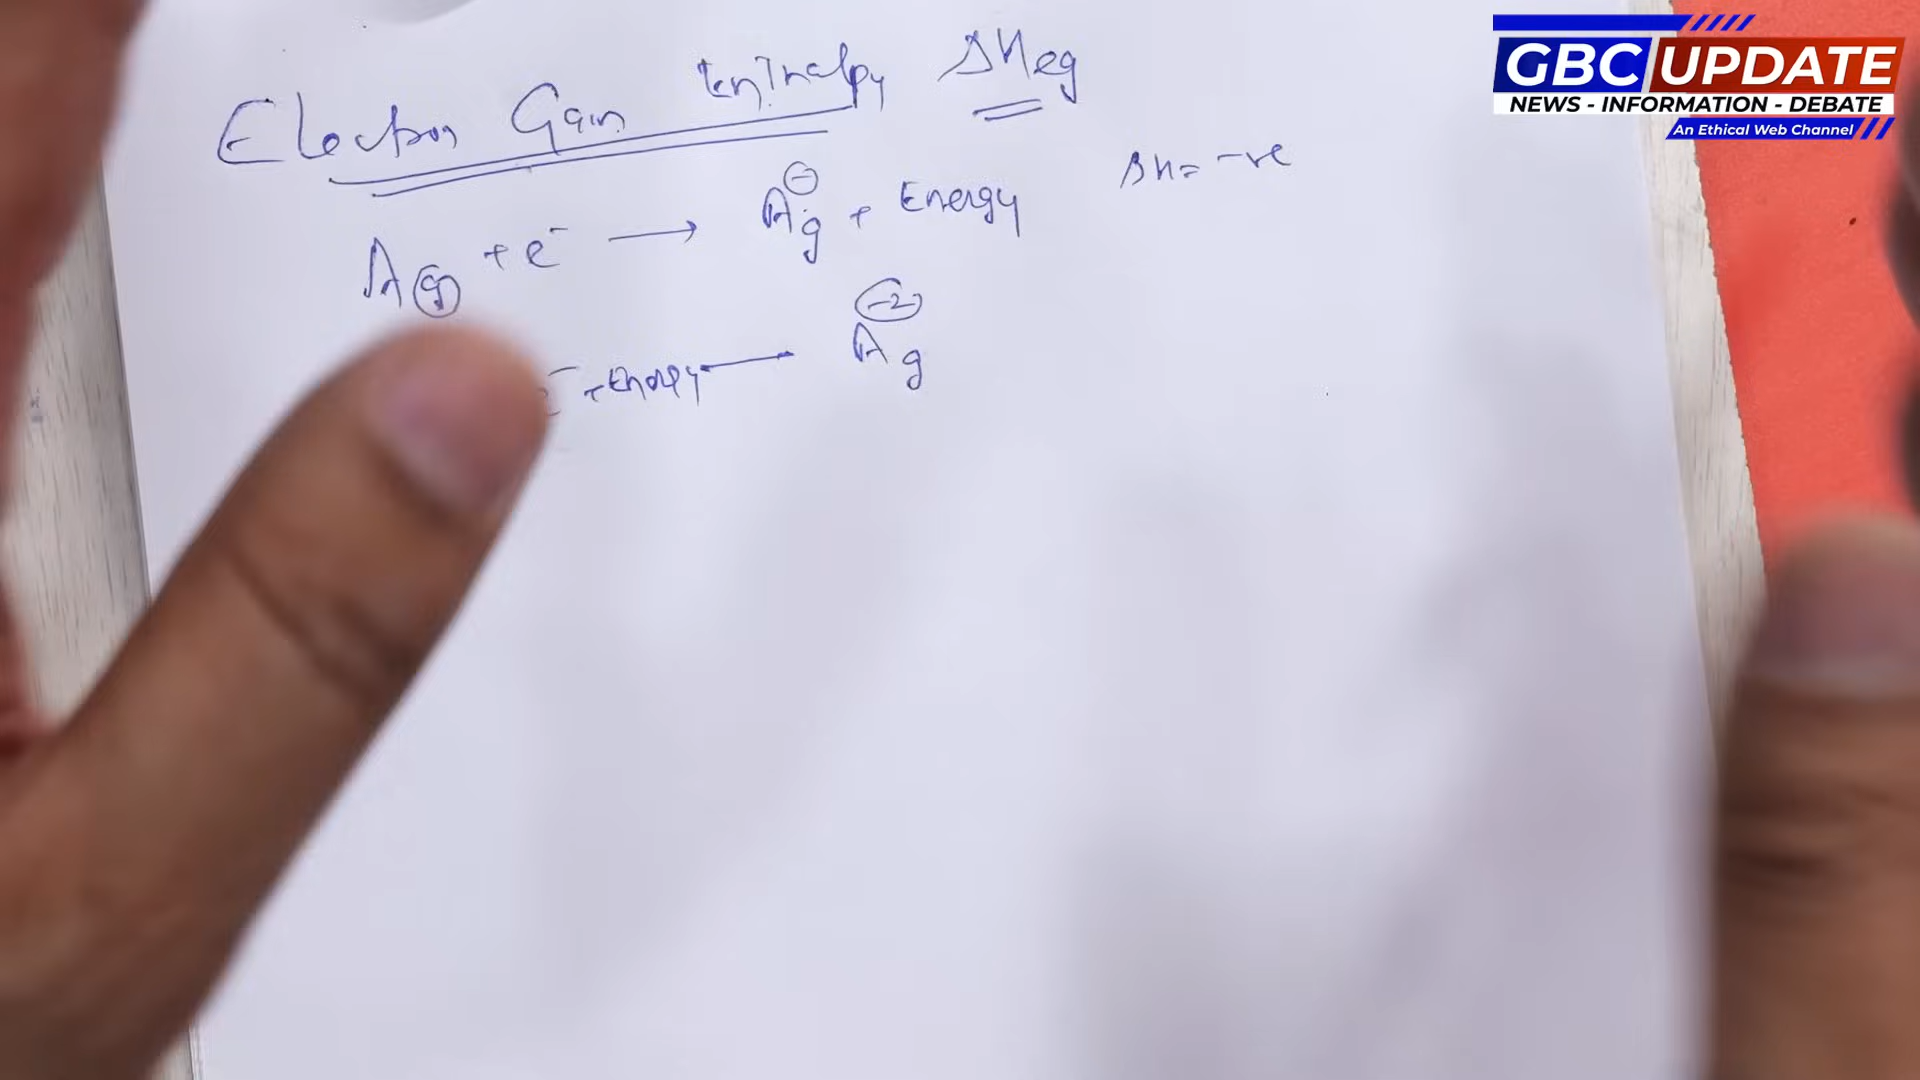 Electron Gain Enthalpy ΔHeg
A(g) + e⁻ ⟶ A⁻g + Energy ΔH = -ve
e⁻ + Energy ⟶ A⁻²g
GBC UPDATE
NEWS - INFORMATION - DEBATE
An Ethical Web Channel